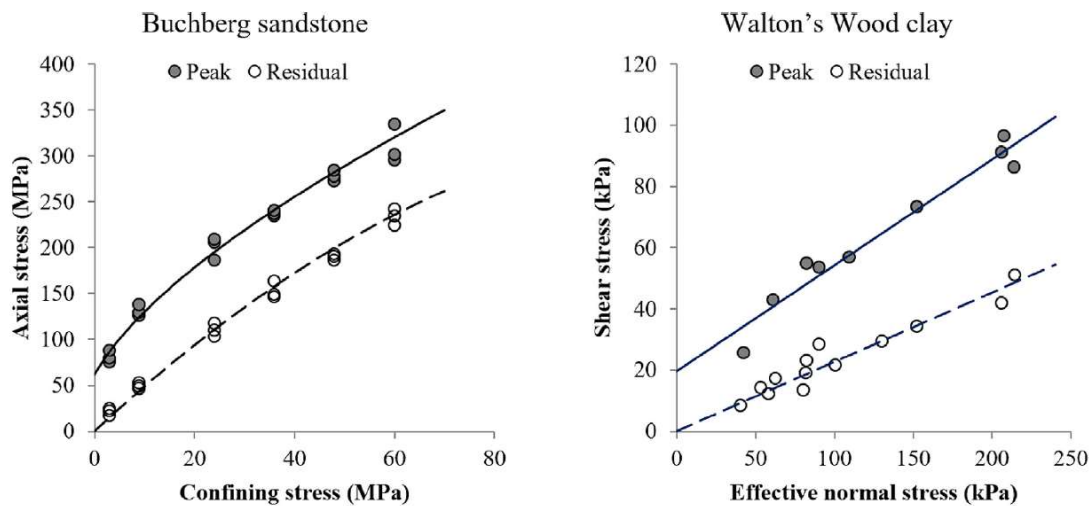 Buchberg sandstone
Peak Residual
Axial stress (MPa)
400
350
300
250
200
150
100
50
0
0 20 40 60 80
Confining stress (MPa)
Walton's Wood clay
Peak Residual
Shear stress (kPa)
120
100
80
60
40
20
0
0 50 100 150 200 250
Effective normal stress (kPa)